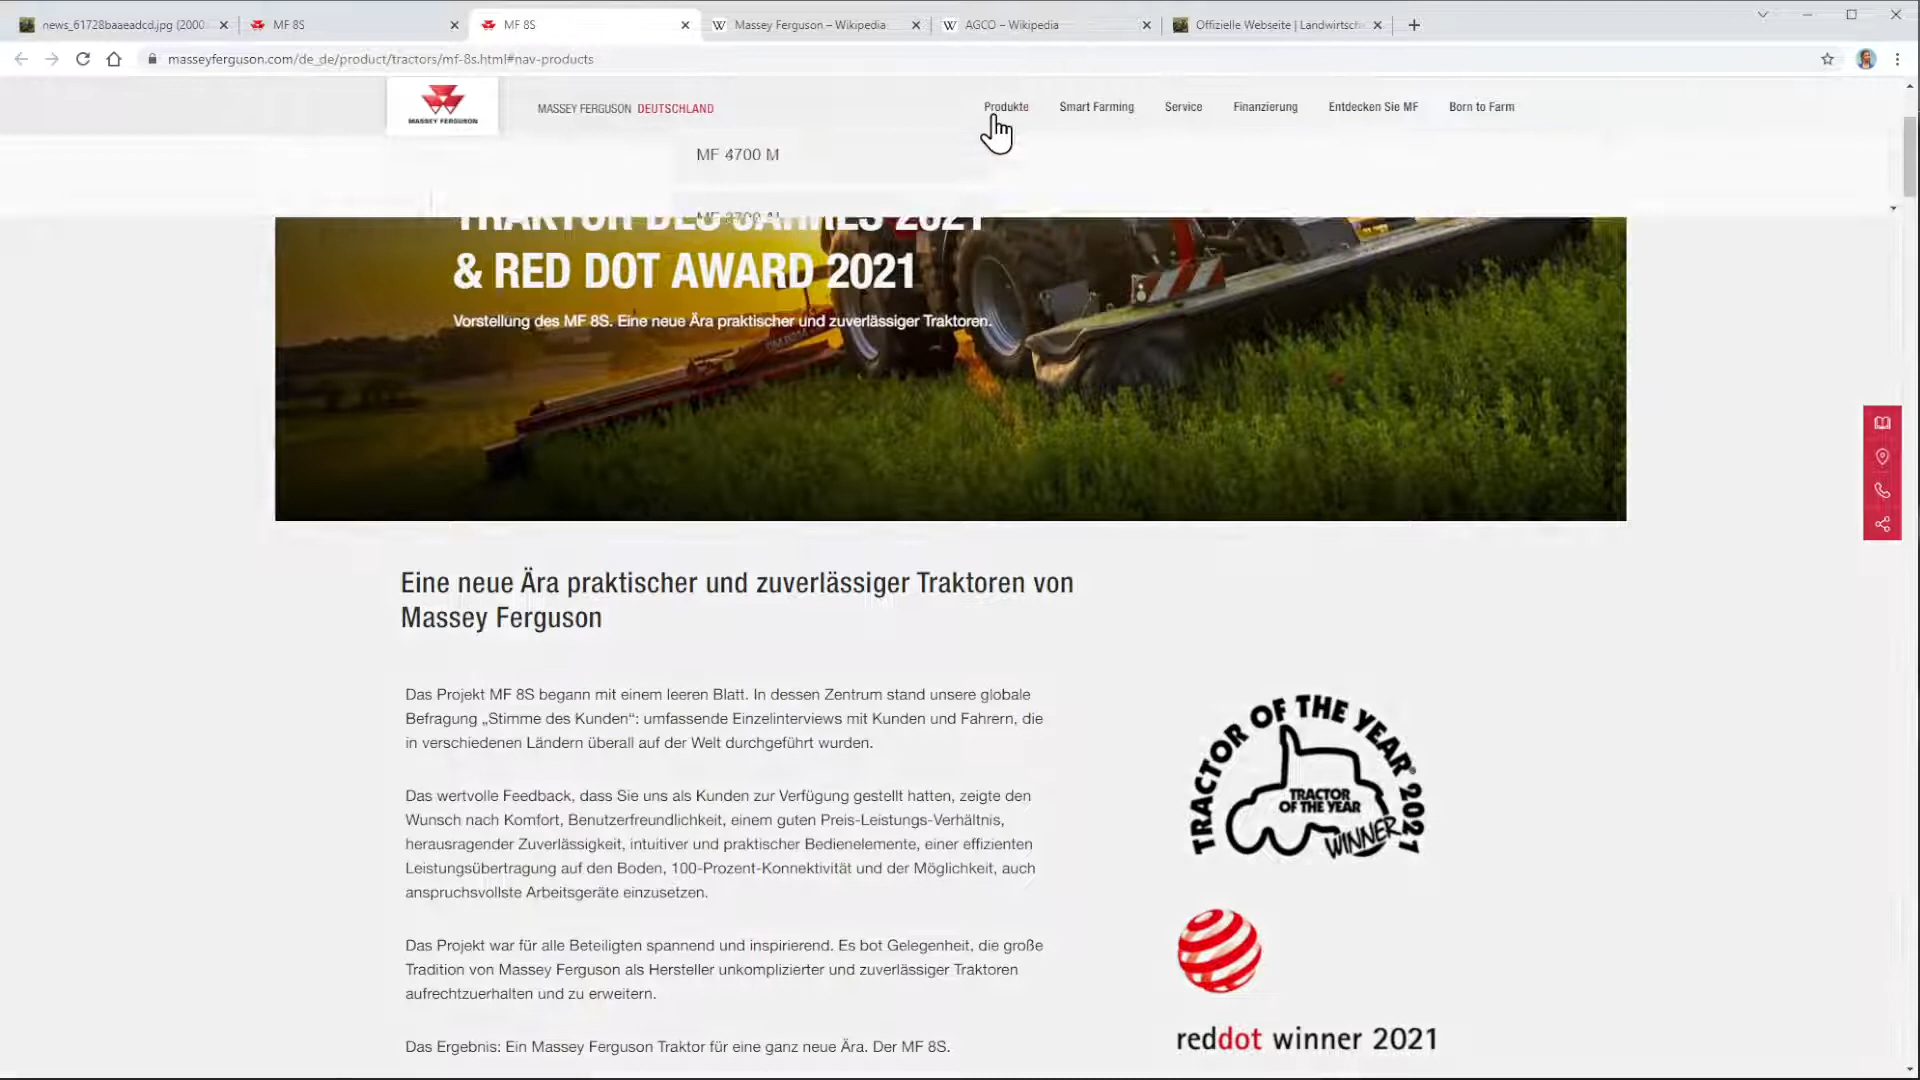 news_61728baaeadcd.jpg (2000
MF 8S
MF 8S
Massey Ferguson – Wikipedia
AGCO – Wikipedia
Offizielle Webseite | Landwirtsch
masseyferguson.com/de_de/product/tractors/mf-8s.html#nav-products
MASSEY FERGUSON
MASSEY FERGUSON DEUTSCHLAND
Produkte
Smart Farming
Service
Finanzierung
Entdecken Sie MF
Born to Farm
MF 4700 M
TRAKTOR DES JAHRES 2021
& RED DOT AWARD 2021
Vorstellung des MF 8S. Eine neue Ära praktischer und zuverlässiger Traktoren.
Eine neue Ära praktischer und zuverlässiger Traktoren von
Massey Ferguson
Das Projekt MF 8S begann mit einem leeren Blatt. In dessen Zentrum stand unsere globale
Befragung „Stimme des Kunden“: umfassende Einzelinterviews mit Kunden und Fahrern, die
in verschiedenen Ländern überall auf der Welt durchgeführt wurden.
Das wertvolle Feedback, dass Sie uns als Kunden zur Verfügung gestellt hatten, zeigte den
Wunsch nach Komfort, Benutzerfreundlichkeit, einem guten Preis-Leistungs-Verhältnis,
herausragender Zuverlässigkeit, intuitiver und praktischer Bedienelemente, einer effizienten
Leistungsübertragung auf den Boden, 100-Prozent-Konnektivität und der Möglichkeit, auch
anspruchsvollste Arbeitsgeräte einzusetzen.
Das Projekt war für alle Beteiligten spannend und inspirierend. Es bot Gelegenheit, die große
Tradition von Massey Ferguson als Hersteller unkomplizierter und zuverlässiger Traktoren
aufrechtzuerhalten und zu erweitern.
Das Ergebnis: Ein Massey Ferguson Traktor für eine ganz neue Ära. Der MF 8S.
TRACTOR OF THE YEAR® 2021
TRACTOR
OF THE YEAR
WINNER
reddot winner 2021